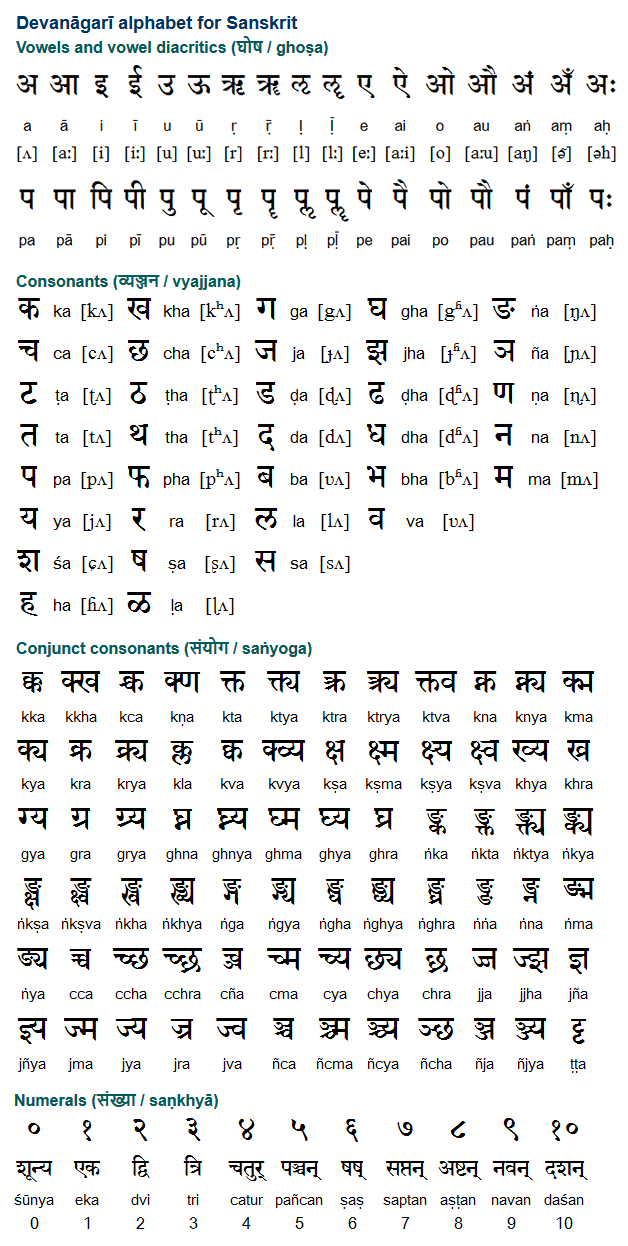 Devanāgarī alphabet for Sanskrit
Vowels and vowel diacritics (घोष / ghoṣa)
अ आ इ ई उ ऊ ऋ ॠ ऌ ॡ ए ऐ ओ औ अं अँ अः
a ā i ī u ū ṛ ṝ ḷ ḹ e ai o au aṅ aṃ aḥ
[ʌ] [aː] [i] [iː] [u] [uː] [r] [rː] [l] [lː] [eː] [aːi] [o] [aːu] [aŋ] [ə̃] [əh]
प पा पि पी पु पू पृ पॄ पॢ पॣ पे पै पो पौ पं पाँ पः
pa pā pi pī pu pū pṛ pṝ pḷ pḹ pe pai po pau paṅ paṃ paḥ
Consonants (व्यञ्जन / vyajjana)
क ka [kʌ] ख kha [kʰʌ] ग ga [gʌ] घ gha [gʱʌ] ङ ṅa [ŋʌ]
च ca [cʌ] छ cha [cʰʌ] ज ja [ɟʌ] झ jha [ɟʱʌ] ञ ña [ɲʌ]
ट ṭa [ʈʌ] ठ ṭha [ʈʰʌ] ड ḍa [ɖʌ] ढ ḍha [ɖʱʌ] ण ṇa [ɳʌ]
त ta [tʌ] थ tha [tʰʌ] द da [dʌ] ध dha [dʱʌ] न na [nʌ]
प pa [pʌ] फ pha [pʰʌ] ब ba [ʋʌ] भ bha [bʱʌ] म ma [mʌ]
य ya [jʌ] र ra [rʌ] ल la [lʌ] व va [ʋʌ]
श śa [ɕʌ] ष ṣa [ʂʌ] स sa [sʌ]
ह ha [ɦʌ] ळ ḷa [ɭʌ]
Conjunct consonants (संयोग / saṅyoga)
क्क क्ख क्च क्ण क्त क्त्य क्त्र क्त्र्य क्त्व क्न क्न्य क्म
kka kkha kca kṇa kta ktya ktra ktrya ktva kna knya kma
क्य क्र क्र्य क्ल क्व क्व्य क्ष क्ष्म क्ष्य क्ष्व ख्य ख्र
kya kra krya kla kva kvya kṣa kṣma kṣya kṣva khya khra
ग्य ग्र ग्र्य घ्न घ्न्य घ्म घ्य घ्र ङ्क ङ्क्त ङ्क्त्य ङ्क्य
gya gra grya ghna ghnya ghma ghya ghra ṅka ṅkta ṅktya ṅkya
ङ्क्ष ङ्क्ष्व ङ्ख ङ्ख्य ङ्ग ङ्ग्य ङ्घ ङ्घ्य ङ्घ्र ङ्ङ ङ्न ङ्म
ṅkṣa ṅkṣva ṅkha ṅkhya ṅga ṅgya ṅgha ṅghya ṅghra ṅṅa ṅna ṅma
ङ्य च्च च्छ च्छ्र च्ञ च्म च्य छ्य छ्र ज्ज ज्झ ज्ञ
ṅya cca ccha cchra cña cma cya chya chra jja jjha jña
ज्ञ्य ज्म ज्य ज्र ज्व ञ्च ञ्च्म ञ्च्य ञ्छ ञ्ज ञ्ज्य ट्ट
jñya jma jya jra jva ñca ñcma ñcya ñcha ñja ñjya ṭṭa
Numerals (संख्या / saṇkhyā)
० १ २ ३ ४ ५ ६ ७ ८ ९ १०
शून्य एक द्वि त्रि चतुर् पञ्चन् षष् सप्तन् अष्टन् नवन् दशन्
śūnya eka dvi tri catur pañcan ṣaṣ saptan aṣṭan navan daśan
0 1 2 3 4 5 6 7 8 9 10